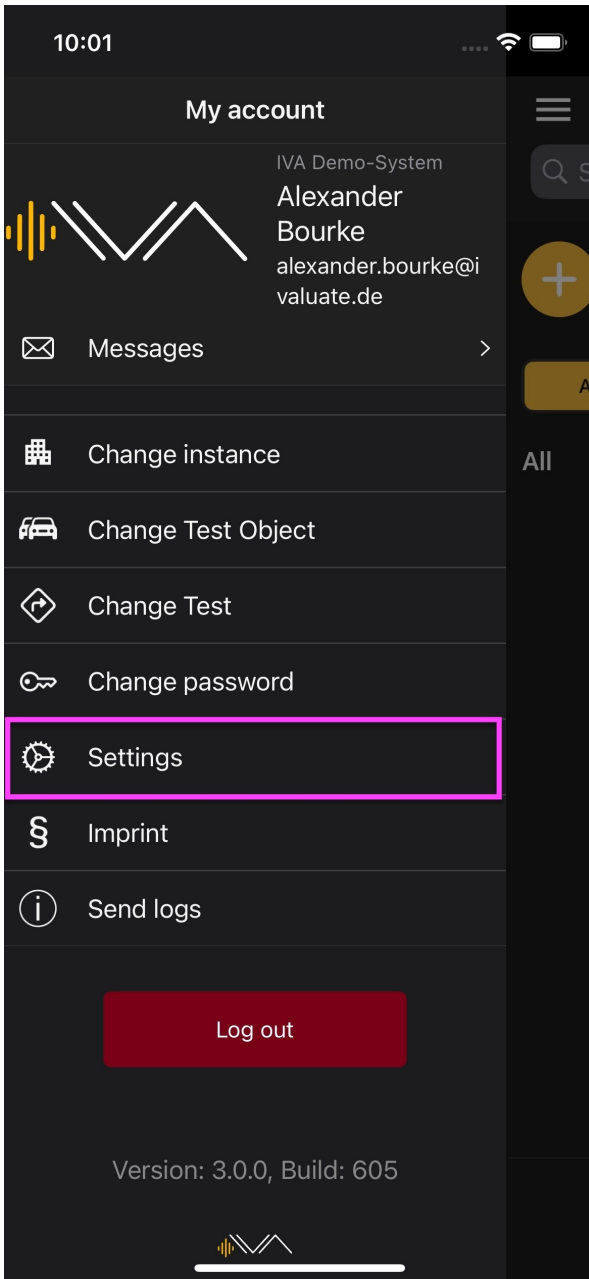 10:01
My account
IVA Demo-System
Alexander
Bourke
alexander.bourke@i
valuate.de
Messages
Change instance
Change Test Object
All
Change Test
Change password
Settings
§ Imprint
Send logs
Log out
Version: 3.0.0, Build: 605
IVA